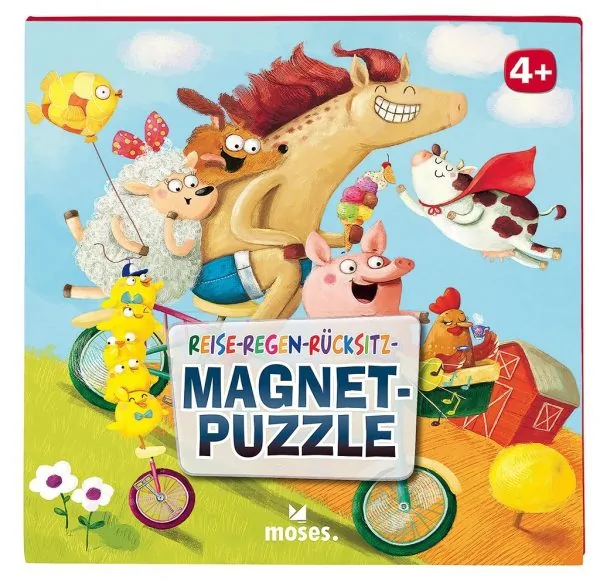 4+
REISE-REGEN-RÜCKSITZ-
MAGNET-
PUZZLE
moses.